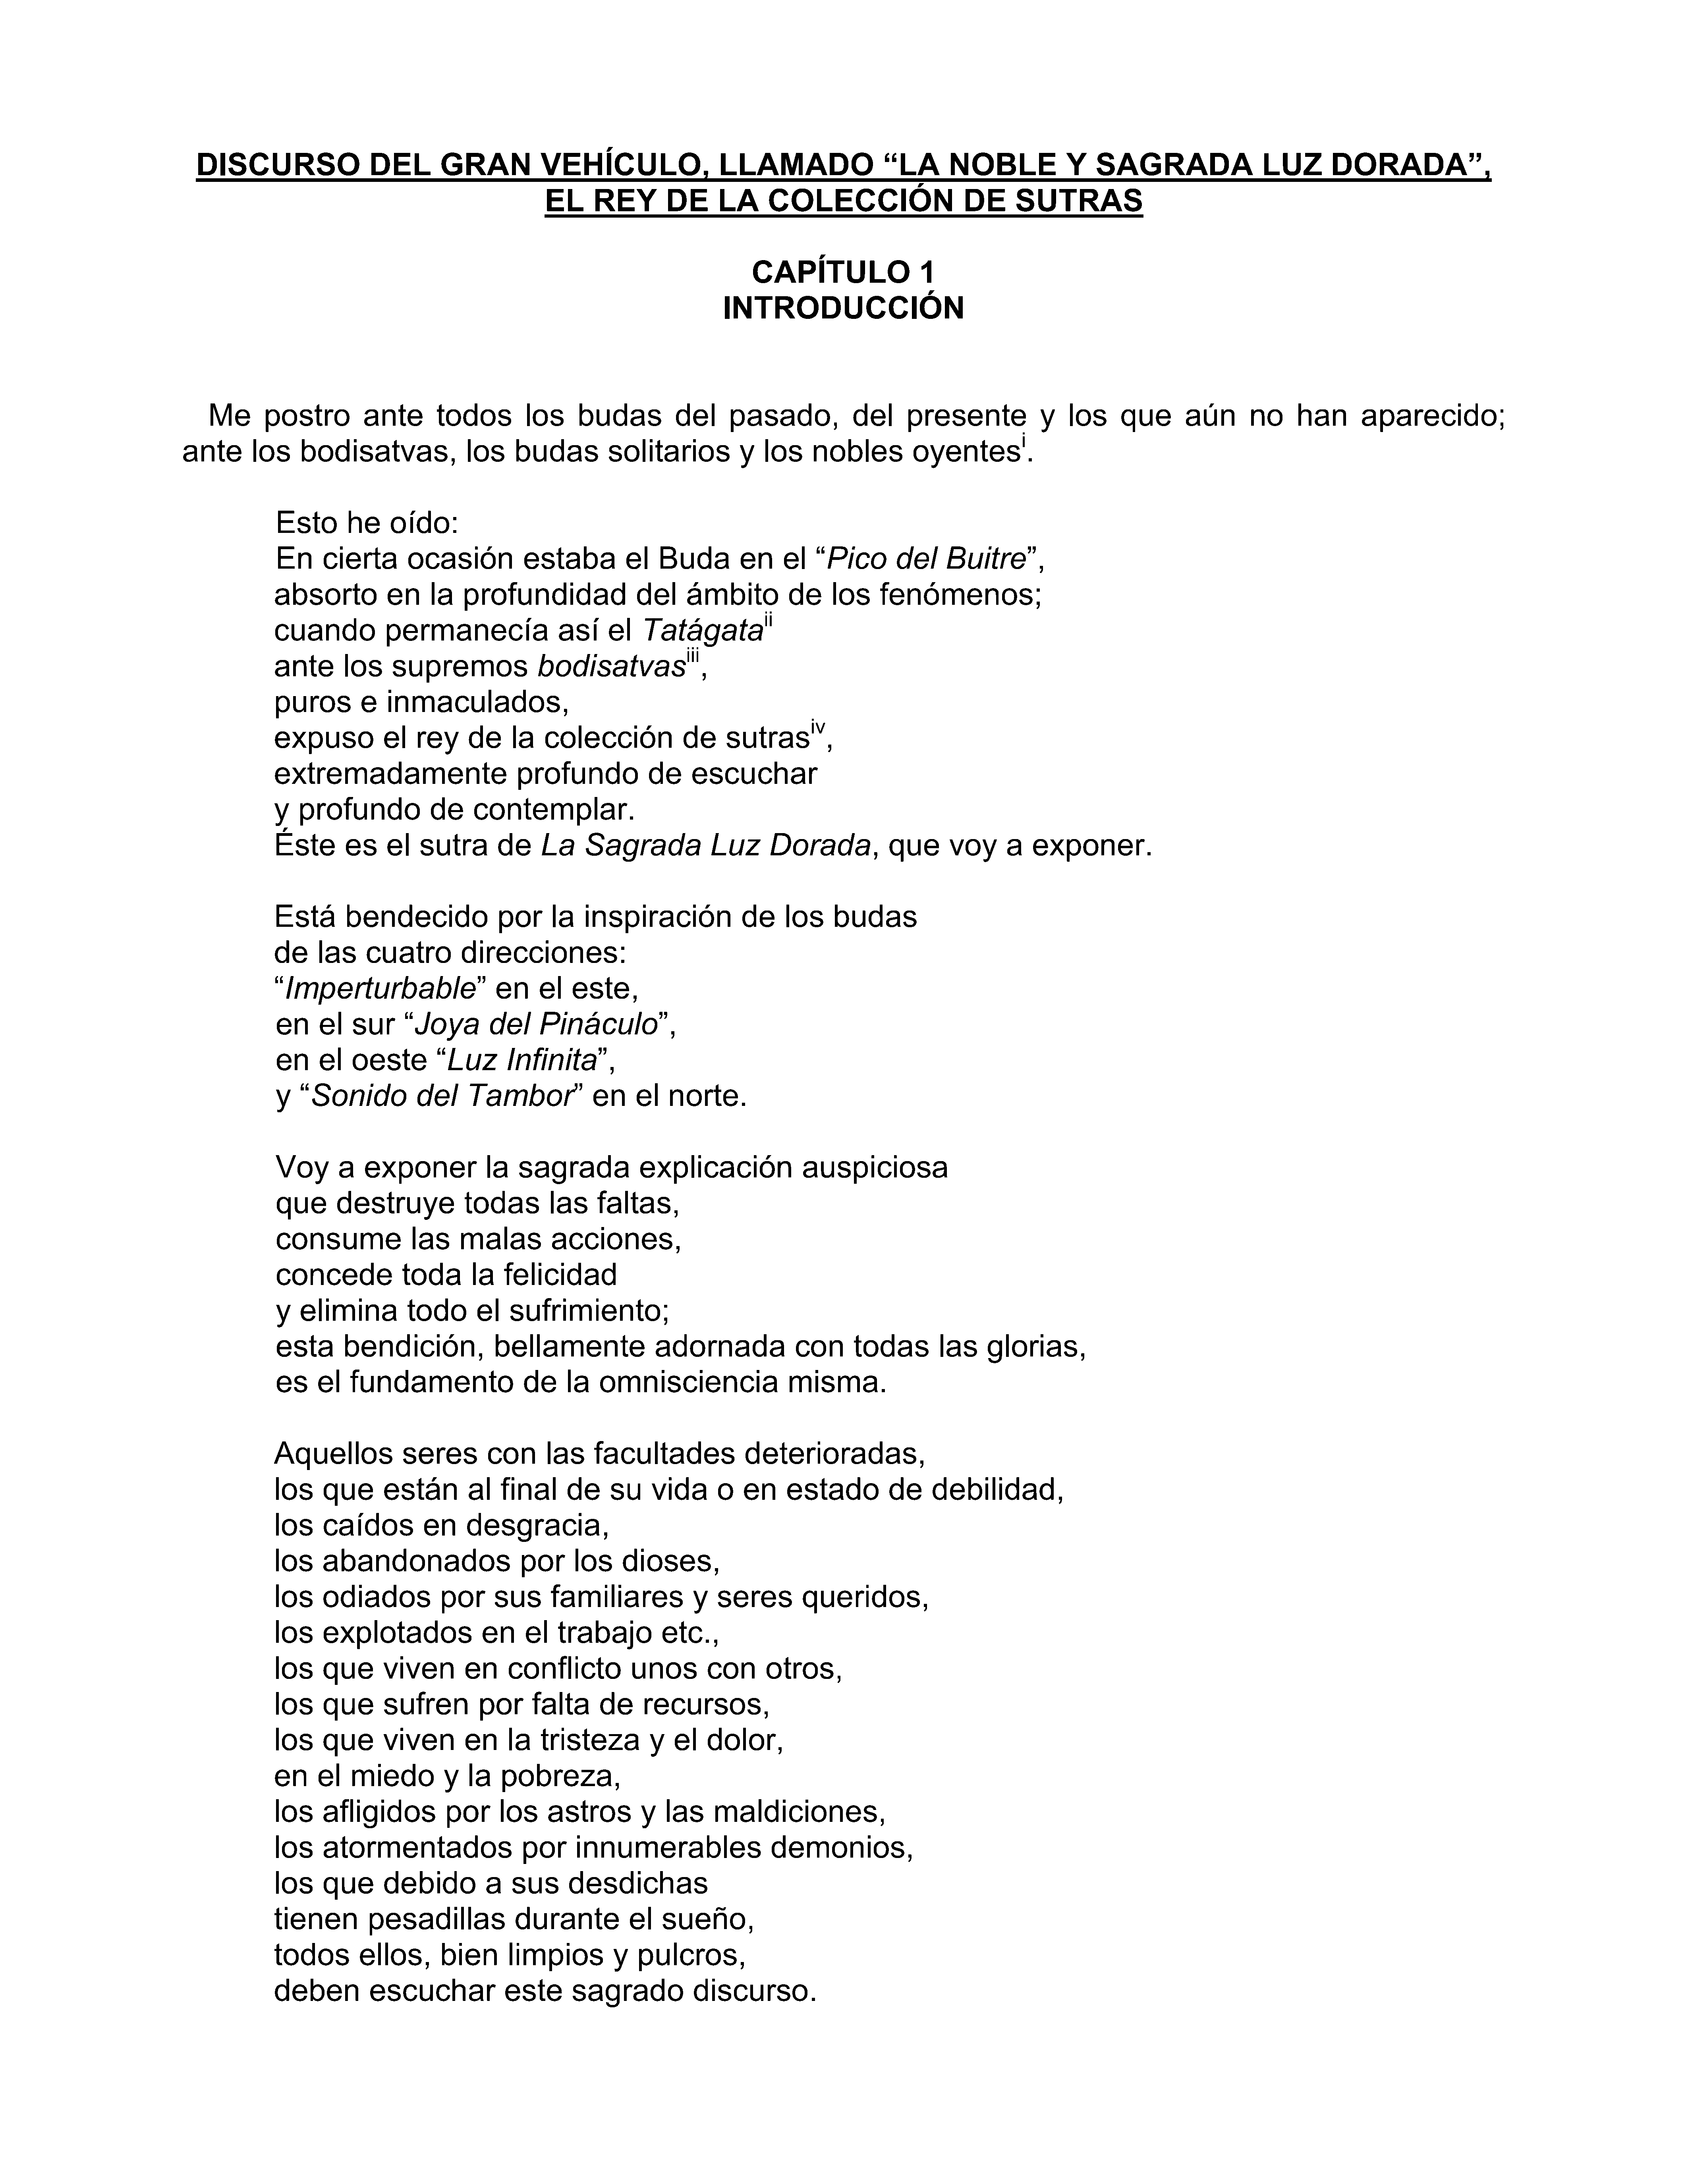 DISCURSO DEL GRAN VEHÍCULO, LLAMADO “LA NOBLE Y SAGRADA LUZ DORADA”,
EL REY DE LA COLECCIÓN DE SUTRAS
CAPÍTULO 1
INTRODUCCIÓN
Me postro ante todos los budas del pasado, del presente y los que aún no han aparecido;
ante los bodisatvas, los budas solitarios y los nobles oyentesⁱ.
Esto he oído:
En cierta ocasión estaba el Buda en el “Pico del Buitre”,
absorto en la profundidad del ámbito de los fenómenos;
cuando permanecía así el Tatágataⁱⁱ
ante los supremos bodisatvasⁱⁱⁱ,
puros e inmaculados,
expuso el rey de la colección de sutrasⁱᵛ,
extremadamente profundo de escuchar
y profundo de contemplar.
Éste es el sutra de La Sagrada Luz Dorada, que voy a exponer.
Está bendecido por la inspiración de los budas
de las cuatro direcciones:
“Imperturbable” en el este,
en el sur “Joya del Pináculo”,
en el oeste “Luz Infinita”,
y “Sonido del Tambor” en el norte.
Voy a exponer la sagrada explicación auspiciosa
que destruye todas las faltas,
consume las malas acciones,
concede toda la felicidad
y elimina todo el sufrimiento;
esta bendición, bellamente adornada con todas las glorias,
es el fundamento de la omnisciencia misma.
Aquellos seres con las facultades deterioradas,
los que están al final de su vida o en estado de debilidad,
los caídos en desgracia,
los abandonados por los dioses,
los odiados por sus familiares y seres queridos,
los explotados en el trabajo etc.,
los que viven en conflicto unos con otros,
los que sufren por falta de recursos,
los que viven en la tristeza y el dolor,
en el miedo y la pobreza,
los afligidos por los astros y las maldiciones,
los atormentados por innumerables demonios,
los que debido a sus desdichas
tienen pesadillas durante el sueño,
todos ellos, bien limpios y pulcros,
deben escuchar este sagrado discurso.